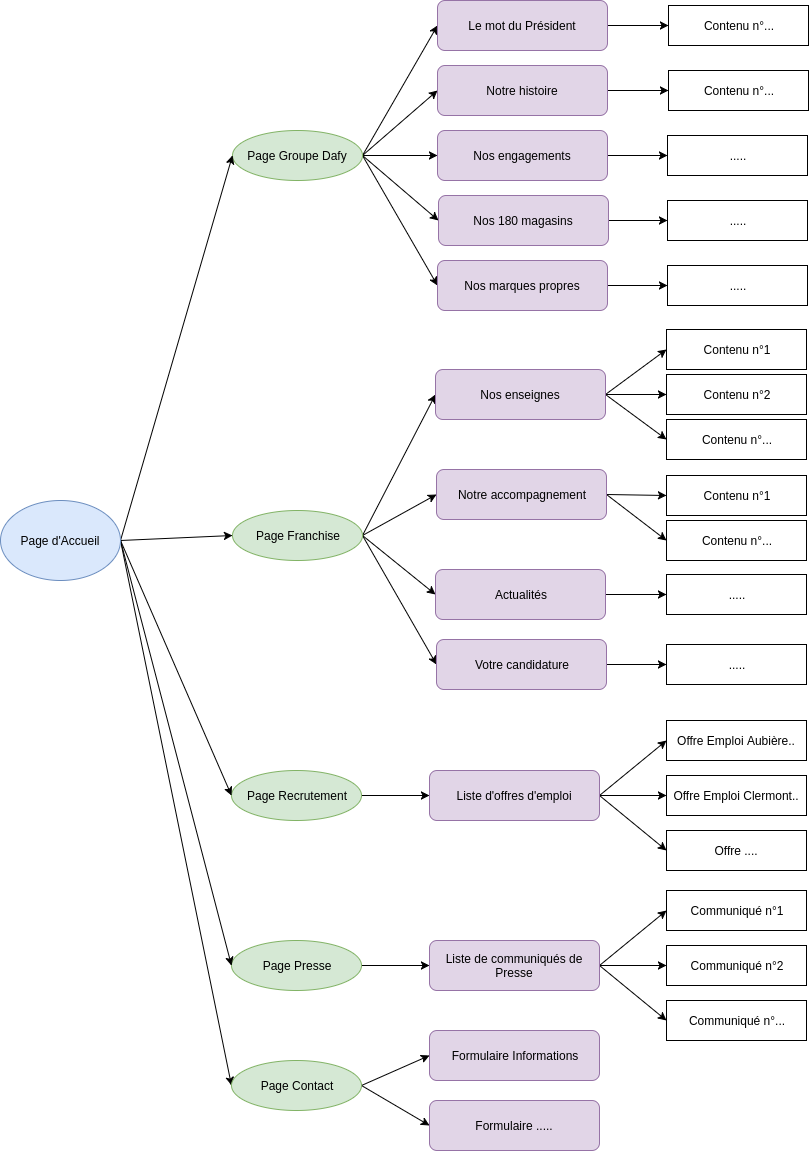 Page d'Accueil
Page Groupe Dafy
Le mot du Président
Contenu n°...
Notre histoire
Contenu n°...
Nos engagements
.....
Nos 180 magasins
.....
Nos marques propres
.....
Page Franchise
Nos enseignes
Contenu n°1
Contenu n°2
Contenu n°...
Notre accompagnement
Contenu n°1
Contenu n°...
Actualités
.....
Votre candidature
.....
Page Recrutement
Liste d'offres d'emploi
Offre Emploi Aubière..
Offre Emploi Clermont..
Offre ....
Page Presse
Liste de communiqués de
Presse
Communiqué n°1
Communiqué n°2
Communiqué n°...
Page Contact
Formulaire Informations
Formulaire .....